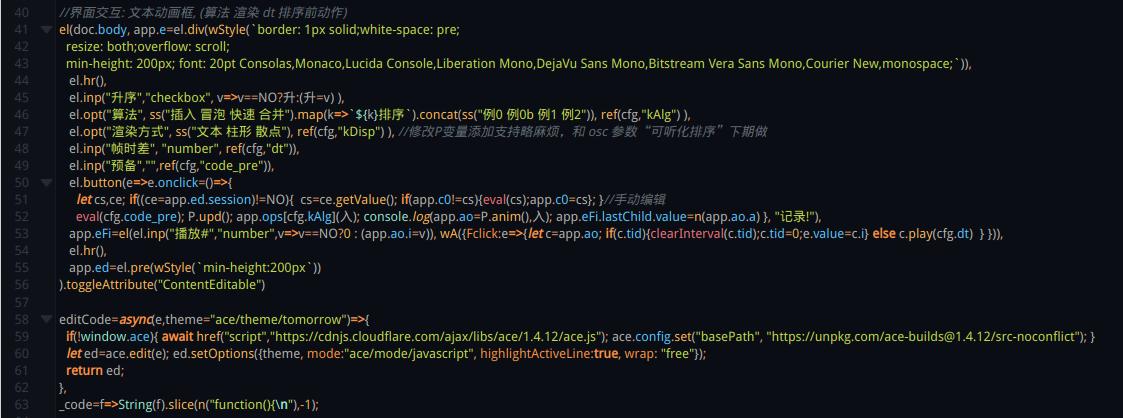 40 //界面交互: 文本动画框, (算法 渲染 dt 排序前动作)
41 el(doc.body, app.e=el.div(wStyle(`border: 1px solid;white-space: pre;
42 resize: both;overflow: scroll;
43 min-height: 200px; font: 20pt Consolas,Monaco,Lucida Console,Liberation Mono,DejaVu Sans Mono,Bitstream Vera Sans Mono,Courier New,monospace;`)),
44 el.hr(),
45 el.inp("升序","checkbox", v=>v==NO?升:(升=v) ),
46 el.opt("算法", ss("插入 冒泡 快速 合并").map(k=>`${k}排序`).concat(ss("例0 例0b 例1 例2")), ref(cfg,"kAlg") ),
47 el.opt("渲染方式", ss("文本 柱形 散点"), ref(cfg,"kDisp") ), //修改P变量添加支持略麻烦，和 osc 参数“可听化排序”下期做
48 el.inp("帧时差", "number", ref(cfg,"dt")),
49 el.inp("预备","",ref(cfg,"code_pre")),
50 el.button(e=>e.onclick=()=>{
51 let cs,ce; if((ce=app.ed.session)!=NO){ cs=ce.getValue(); if(app.c0!=cs){eval(cs);app.c0=cs}; }//手动编辑
52 eval(cfg.code_pre); P.upd(); app.ops[cfg.kAlg](入); console.log(app.ao=P.anim(),入); app.eFi.lastChild.value=n(app.ao.a) }, "记录!"),
53 app.eFi=el(el.inp("播放#","number",v=>v==NO?0 : (app.ao.i=v)), wA({Fclick:e=>{let c=app.ao; if(c.tid){clearInterval(c.tid);c.tid=0;e.value=c.i} else c.play(cfg.dt)  } })),
54 el.hr(),
55 app.ed=el.pre(wStyle(`min-height:200px`))
56 ).toggleAttribute("ContentEditable")
57
58 editCode=async(e,theme="ace/theme/tomorrow")=>{
59 if(!window.ace){ await href("script","https://cdnjs.cloudflare.com/ajax/libs/ace/1.4.12/ace.js"); ace.config.set("basePath", "https://unpkg.com/ace-builds@1.4.12/src-noconflict"); }
60 let ed=ace.edit(e); ed.setOptions({theme, mode:"ace/mode/javascript", highlightActiveLine:true, wrap: "free"});
61 return ed;
62 },
63 _code=f=>String(f).slice(n("function(){\n"),-1);